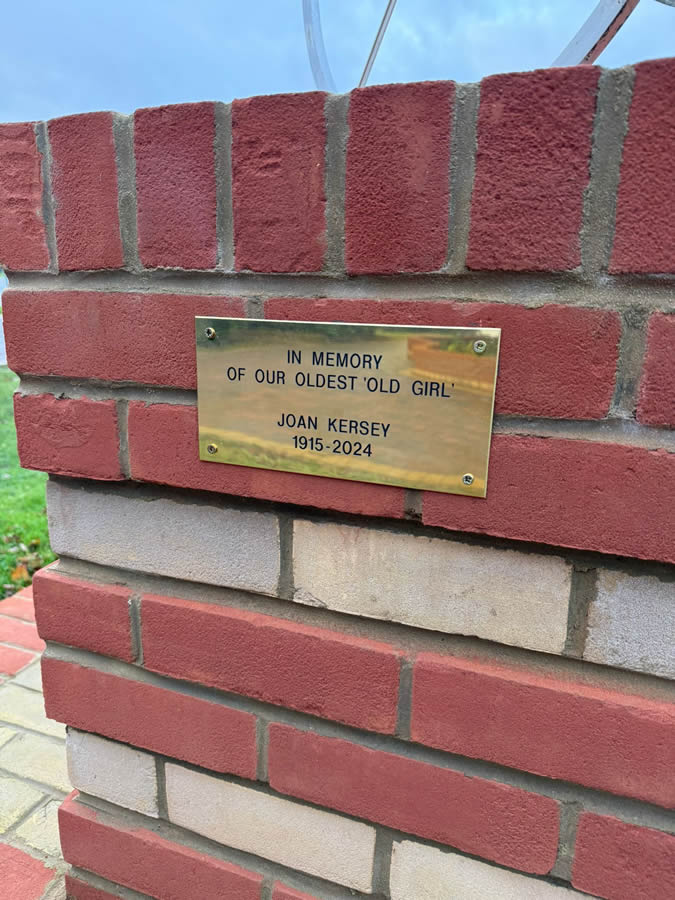 IN MEMORY
OF OUR OLDEST 'OLD GIRL'
JOAN KERSEY
1915-2024